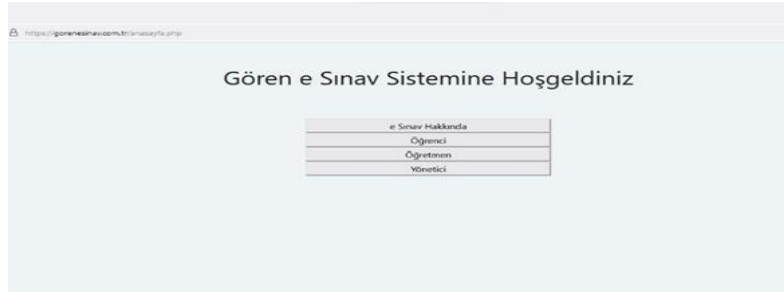 https://gorenesinav.com.tr/anasayfa.php
Gören e Sınav Sistemine Hoşgeldiniz
e Sınav Hakkında
Öğrenci
Öğretmen
Yönetici